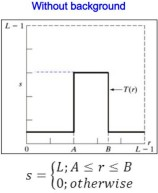 Without background
L – 1
s
T(r)
0 A B L – 1
r
s = {L; A ≤ r ≤ B
{0; otherwise